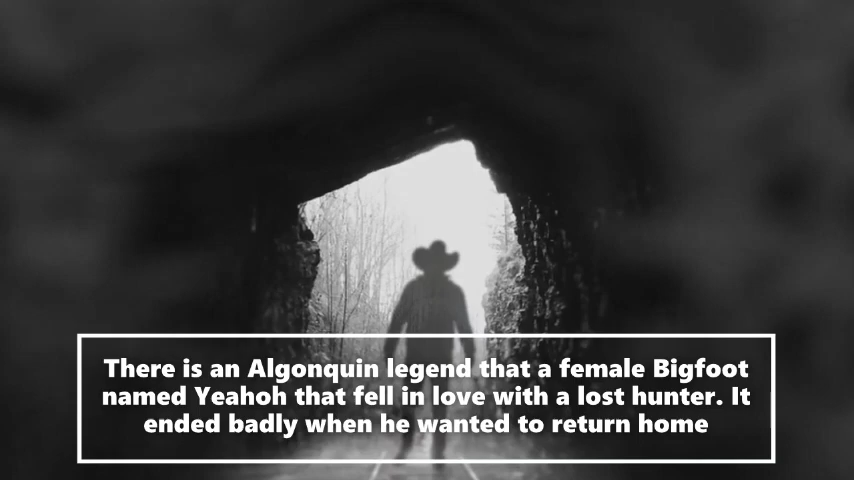 There is an Algonquin legend that a female Bigfoot
named Yeahoh that fell in love with a lost hunter. It
ended badly when he wanted to return home